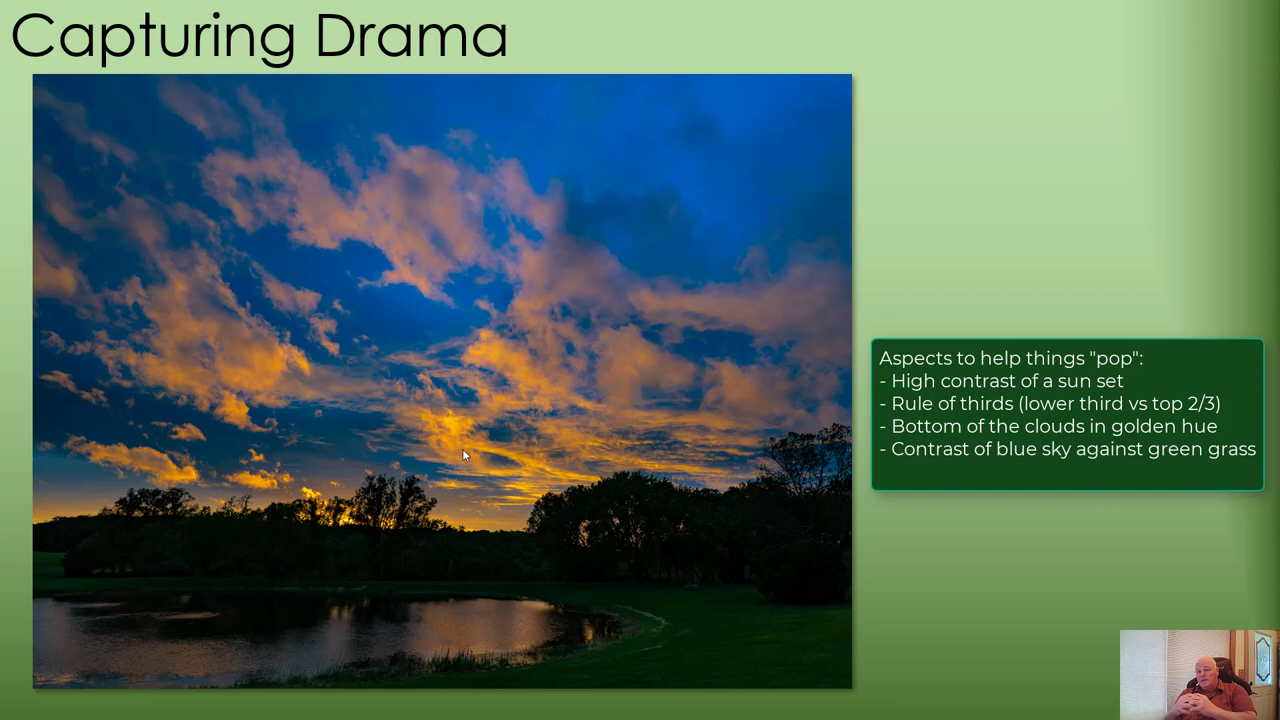 Capturing Drama
Aspects to help things "pop":
- High contrast of a sun set
- Rule of thirds (lower third vs top 2/3)
- Bottom of the clouds in golden hue
- Contrast of blue sky against green grass